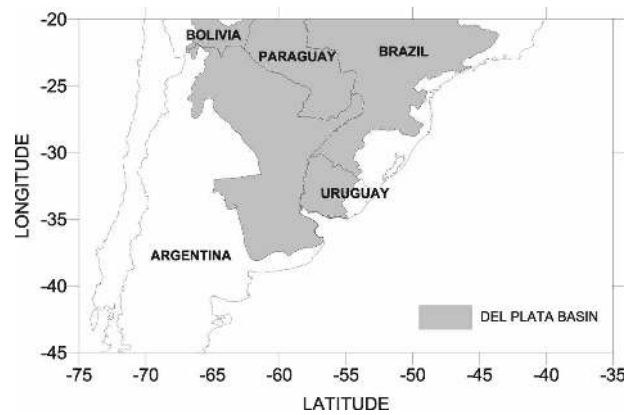 -20
BOLIVIA
PARAGUAY
BRAZIL
-25
-30
LONGITUDE
URUGUAY
-35
ARGENTINA
-40
DEL PLATA BASIN
-45
-75 -70 -65 -60 -55 -50 -45 -40 -35
LATITUDE